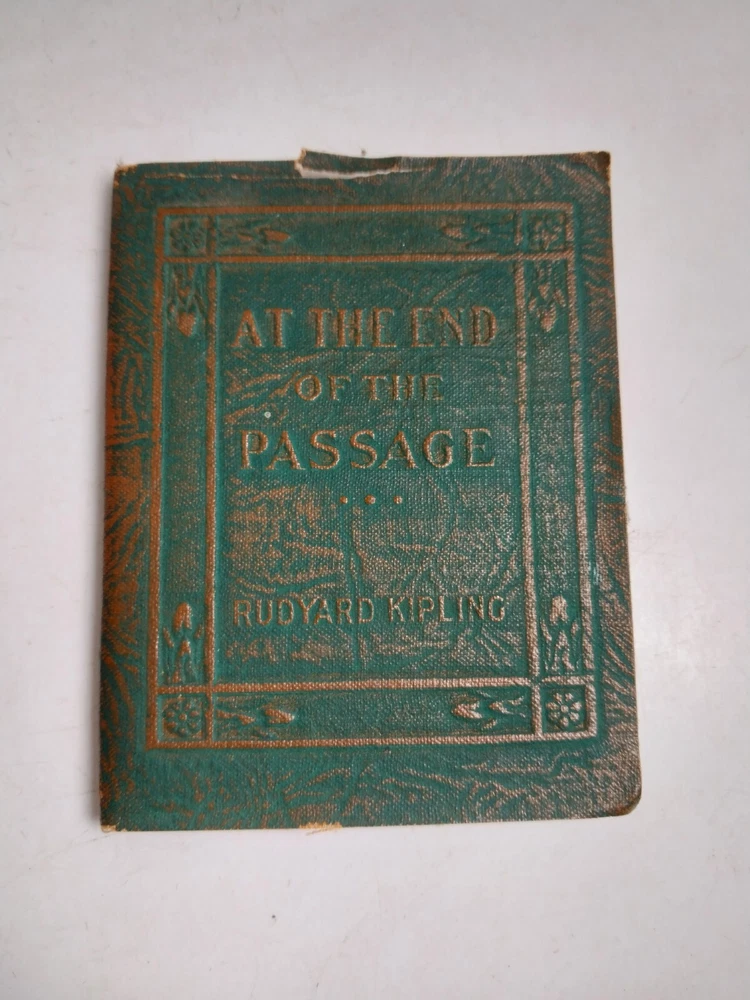 AT THE END
OF THE
PASSAGE
...
RUDYARD KIPLING